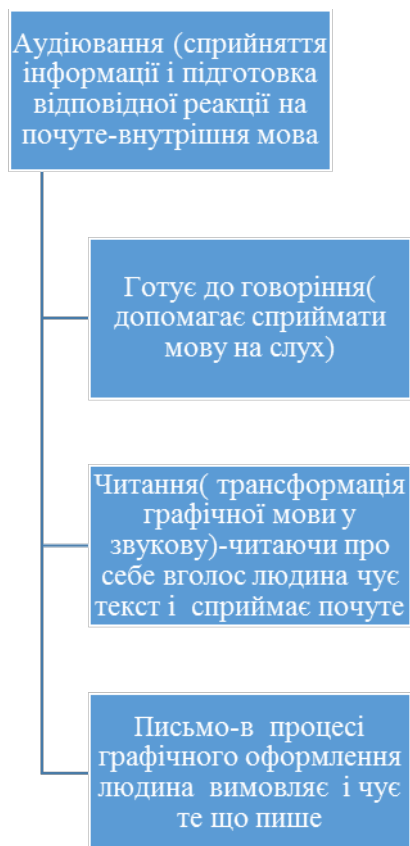 Аудіювання (сприйняття
інформації і підготовка
відповідної реакції на
почуте-внутрішня мова
Готує до говоріння(
допомагає сприймати
мову на слух)
Читання( трансформація
графічної мови у
звукову)-читаючи про
себе вголос людина чує
текст і сприймає почуте
Письмо-в процесі
графічного оформлення
людина вимовляє і чує
те що пише